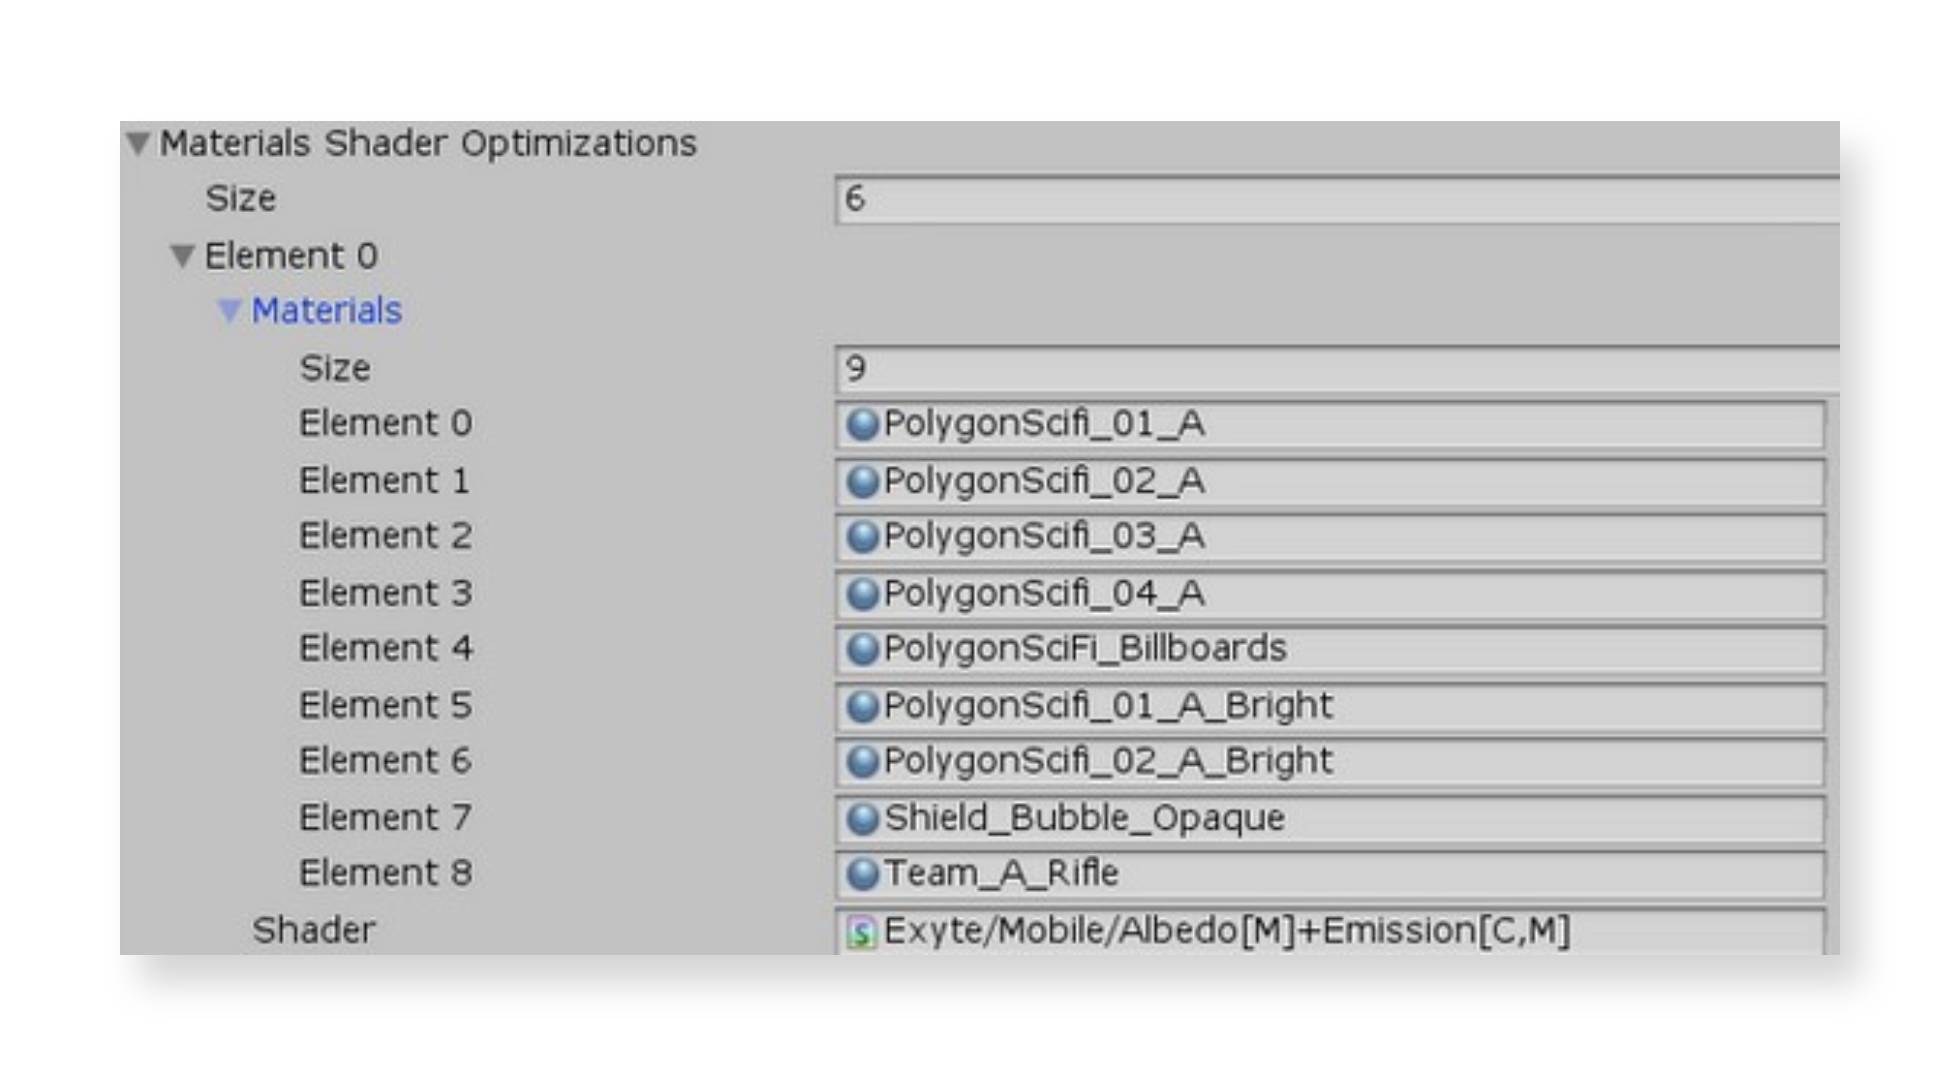 Materials Shader Optimizations
Size 6
Element 0
Materials
Size 9
Element 0 PolygonScifi_01_A
Element 1 PolygonScifi_02_A
Element 2 PolygonScifi_03_A
Element 3 PolygonScifi_04_A
Element 4 PolygonSciFi_Billboards
Element 5 PolygonScifi_01_A_Bright
Element 6 PolygonScifi_02_A_Bright
Element 7 Shield_Bubble_Opaque
Element 8 Team_A_Rifle
Shader Exyte/Mobile/Albedo[M]+Emission[C,M]